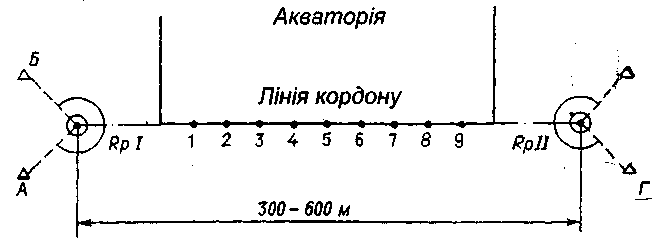 Акваторія
Б
Лінія кордону
Rp I 1 2 3 4 5 6 7 8 9 Rp II
А Г
300 – 600 м